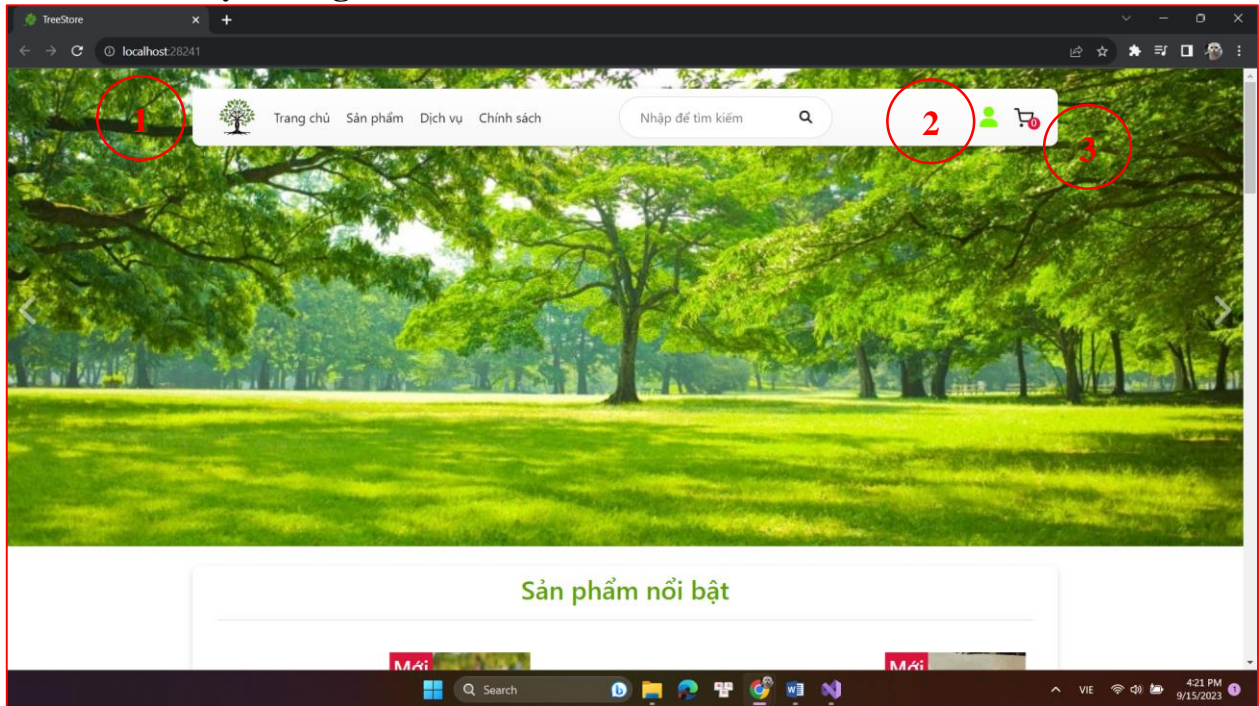 TreeStore
localhost:28241
1
Trang chủ Sản phẩm Dịch vụ Chính sách Nhập để tìm kiếm
2
0
3
Sản phẩm nổi bật
Mới Mới
Search
VIE
4:21 PM
9/15/2023
1